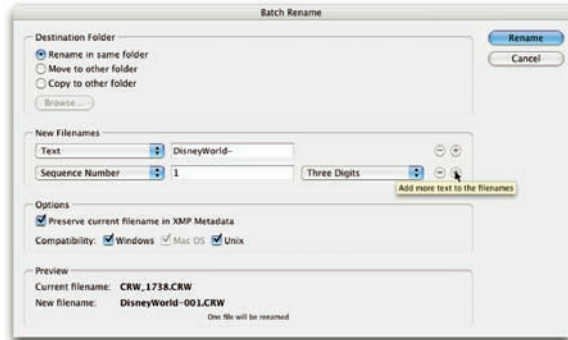 Batch Rename
Destination Folder
Rename in same folder
Move to other folder
Copy to other folder
Browse...
Rename
Cancel
New Filenames
Text DisneyWorld-
Sequence Number 1 Three Digits
Add more text to the filenames
Options
Preserve current filename in XMP Metadata
Compatibility: Windows Mac OS Unix
Preview
Current filename: CRW_1738.CRW
New filename: DisneyWorld-001.CRW
One file will be renamed